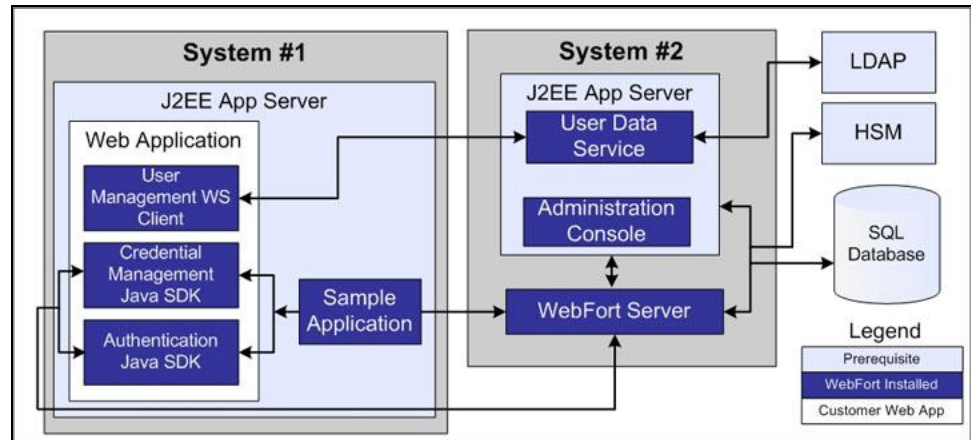 System #1
J2EE App Server
Web Application
User
Management WS
Client
Credential
Management
Java SDK
Authentication
Java SDK
Sample
Application
System #2
J2EE App Server
User Data
Service
Administration
Console
WebFort Server
LDAP
HSM
SQL
Database
Legend
Prerequisite
WebFort Installed
Customer Web App